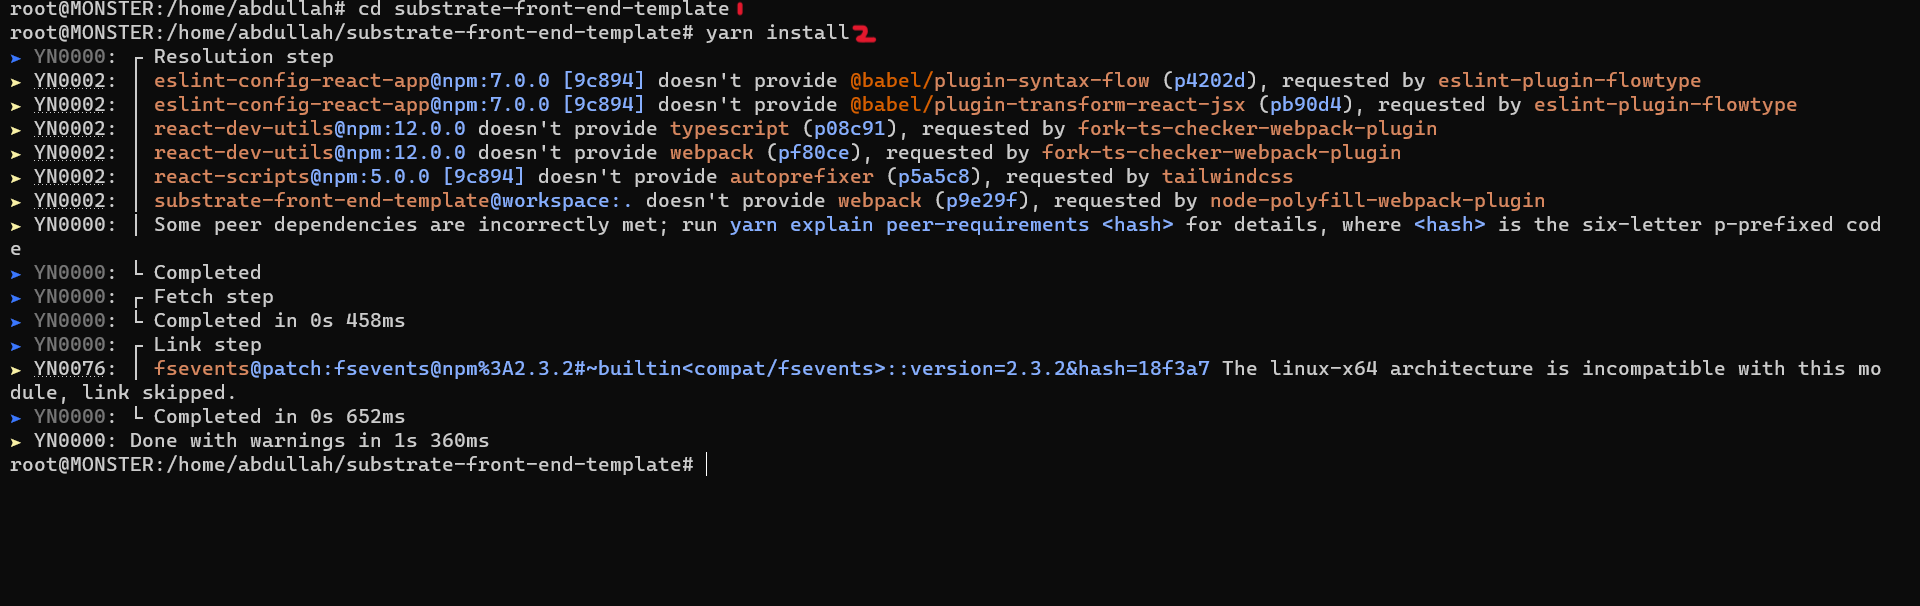 root@MONSTER:/home/abdullah# cd substrate-front-end-template 1
root@MONSTER:/home/abdullah/substrate-front-end-template# yarn install 2
➤ YN0000: ┌ Resolution step
➤ YN0002: │ eslint-config-react-app@npm:7.0.0 [9c894] doesn't provide @babel/plugin-syntax-flow (p4202d), requested by eslint-plugin-flowtype
➤ YN0002: │ eslint-config-react-app@npm:7.0.0 [9c894] doesn't provide @babel/plugin-transform-react-jsx (pb90d4), requested by eslint-plugin-flowtype
➤ YN0002: │ react-dev-utils@npm:12.0.0 doesn't provide typescript (p08c91), requested by fork-ts-checker-webpack-plugin
➤ YN0002: │ react-dev-utils@npm:12.0.0 doesn't provide webpack (pf80ce), requested by fork-ts-checker-webpack-plugin
➤ YN0002: │ react-scripts@npm:5.0.0 [9c894] doesn't provide autoprefixer (p5a5c8), requested by tailwindcss
➤ YN0002: │ substrate-front-end-template@workspace:. doesn't provide webpack (p9e29f), requested by node-polyfill-webpack-plugin
➤ YN0000: │ Some peer dependencies are incorrectly met; run yarn explain peer-requirements <hash> for details, where <hash> is the six-letter p-prefixed cod
e
➤ YN0000: └ Completed
➤ YN0000: ┌ Fetch step
➤ YN0000: └ Completed in 0s 458ms
➤ YN0000: ┌ Link step
➤ YN0076: │ fsevents@patch:fsevents@npm%3A2.3.2#~builtin<compat/fsevents>::version=2.3.2&hash=18f3a7 The linux-x64 architecture is incompatible with this mo
dule, link skipped.
➤ YN0000: └ Completed in 0s 652ms
➤ YN0000: Done with warnings in 1s 360ms
root@MONSTER:/home/abdullah/substrate-front-end-template#